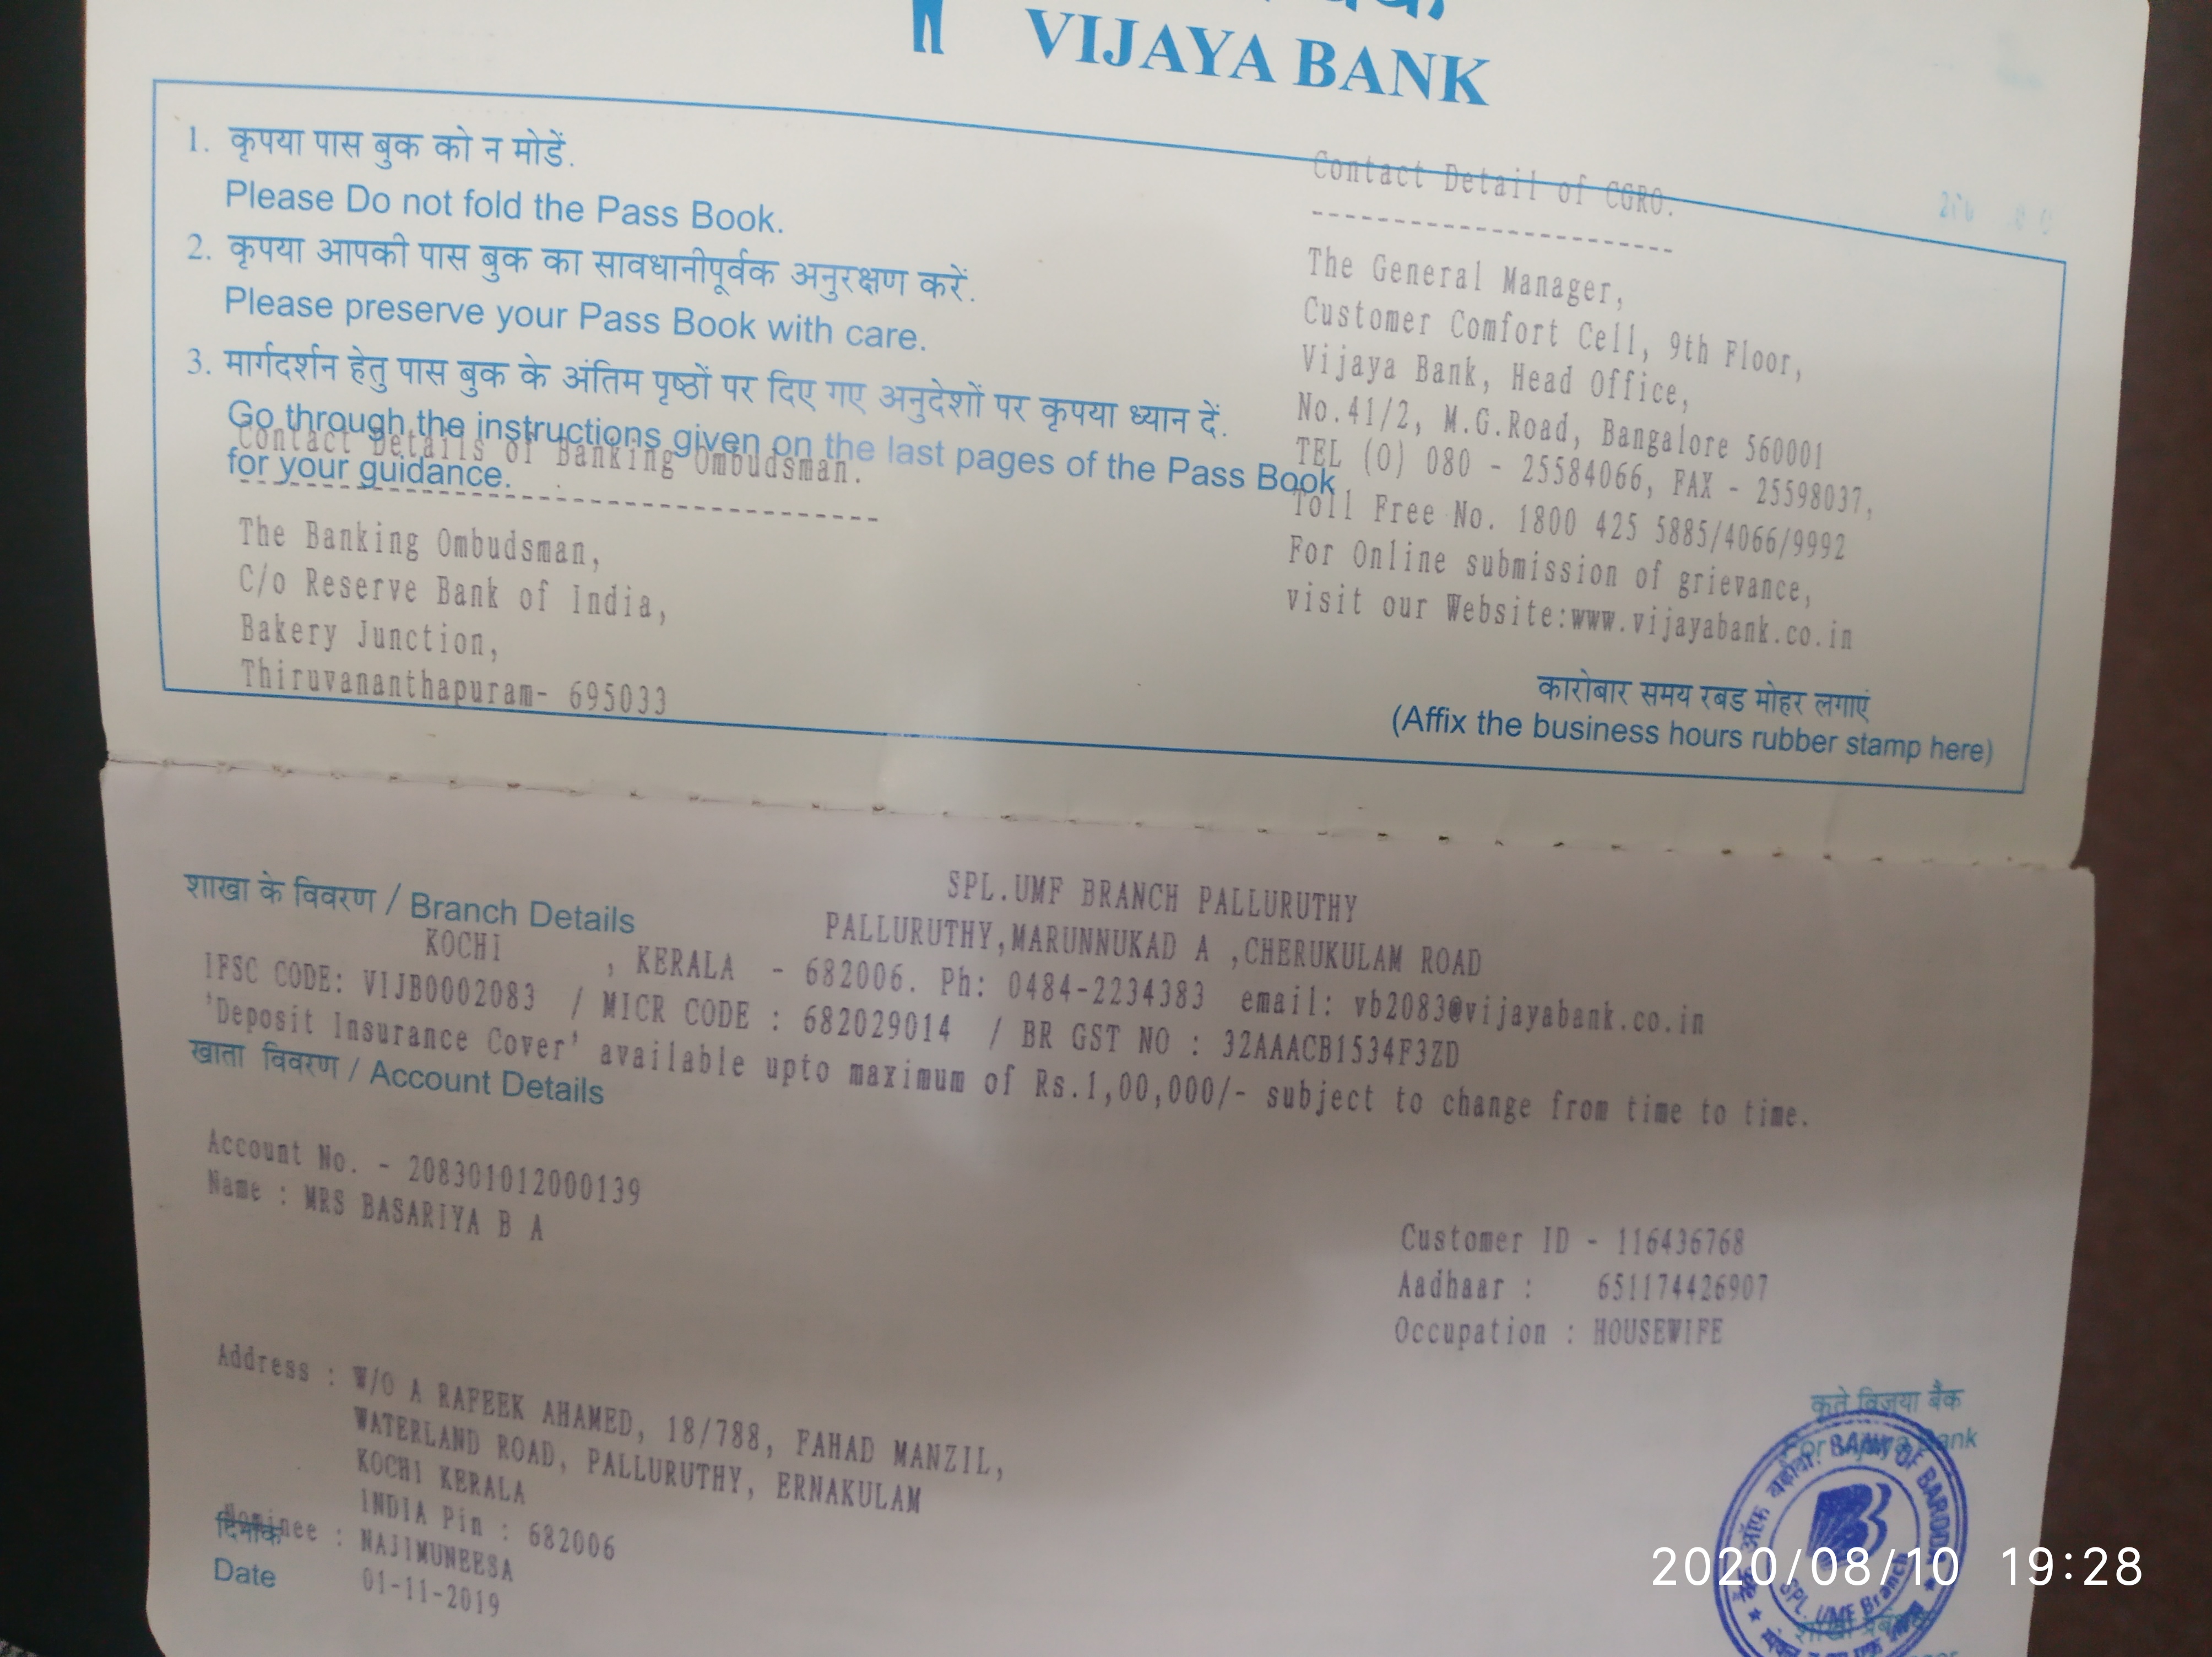 VIJAYA BANK
1. कृपया पास बुक को न मोडें.
Please Do not fold the Pass Book.
2. कृपया आपकी पास बुक का सावधानीपूर्वक अनुरक्षण करें.
Please preserve your Pass Book with care.
3. मार्गदर्शन हेतु पास बुक के अंतिम पृष्ठों पर दिए गए अनुदेशों पर कृपया ध्यान दें.
Go through the instructions given on the last pages of the Pass Book
for your guidance.
Contact Details of Banking Ombudsman.
The Banking Ombudsman,
C/o Reserve Bank of India,
Bakery Junction,
Thiruvananthapuram- 695033
Contact Detail of CGRO.
The General Manager,
Customer Comfort Cell, 9th Floor,
Vijaya Bank, Head Office,
No.41/2, M.G.Road, Bangalore 560001
TEL (O) 080 - 25584066, FAX - 25598037,
Toll Free No. 1800 425 5885/4066/9992
For Online submission of grievance,
visit our Website:www.vijayabank.co.in
कारोबार समय रबड मोहर लगाएं
(Affix the business hours rubber stamp here)
शाखा के विवरण / Branch Details
SPL.UMF BRANCH PALLURUTHY
PALLURUTHY,MARUNNUKAD A ,CHERUKULAM ROAD
KOCHI , KERALA - 682006. Ph: 0484-2234383 email: vb2083@vijayabank.co.in
IFSC CODE: VIJB0002083 / MICR CODE : 682029014 / BR GST NO : 32AAACB1534F3ZD
'Deposit Insurance Cover' available upto maximum of Rs.1,00,000/- subject to change from time to time.
खाता विवरण / Account Details
Account No. - 208301012000139
Name : MRS BASARIYA B A
Customer ID - 116436768
Aadhaar : 651174426907
Occupation : HOUSEWIFE
Address : W/O A RAFEEK AHAMED, 18/788, FAHAD MANZIL,
WATERLAND ROAD, PALLURUTHY, ERNAKULAM
KOCHI KERALA
INDIA Pin : 682006
Nominee : NAJIMUNEESA
दिनांक
Date 01-11-2019
कृते विजया बैंक
For Vijaya Bank
बैंक ऑफ बड़ौदा BANK OF BARODA
SPL. UMF Branch
2020/08/10 19:28